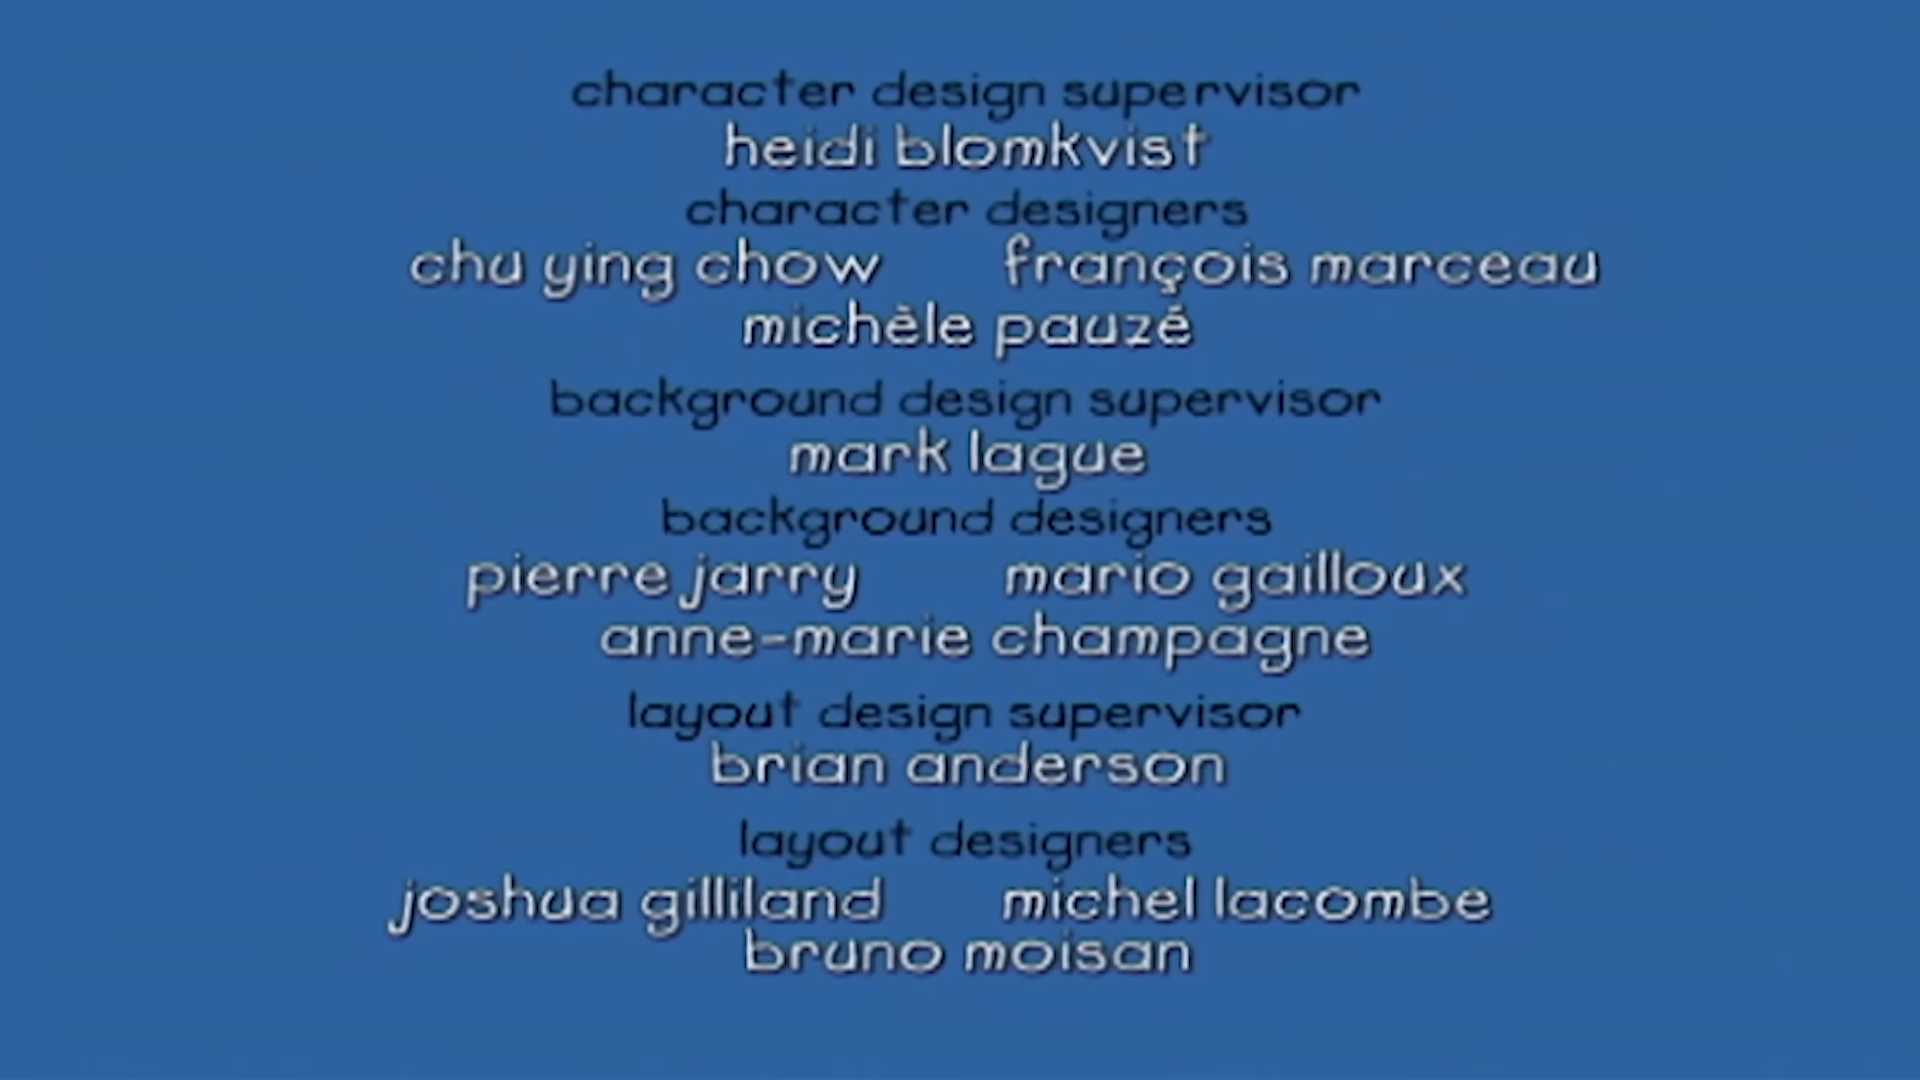 character design supervisor
heidi blomkvist
character designers
chu ying chow françois marceau
michèle pauzé
background design supervisor
mark lague
background designers
pierre jarry mario gailloux
anne-marie champagne
layout design supervisor
brian anderson
layout designers
joshua gilliland michel lacombe
bruno moisan